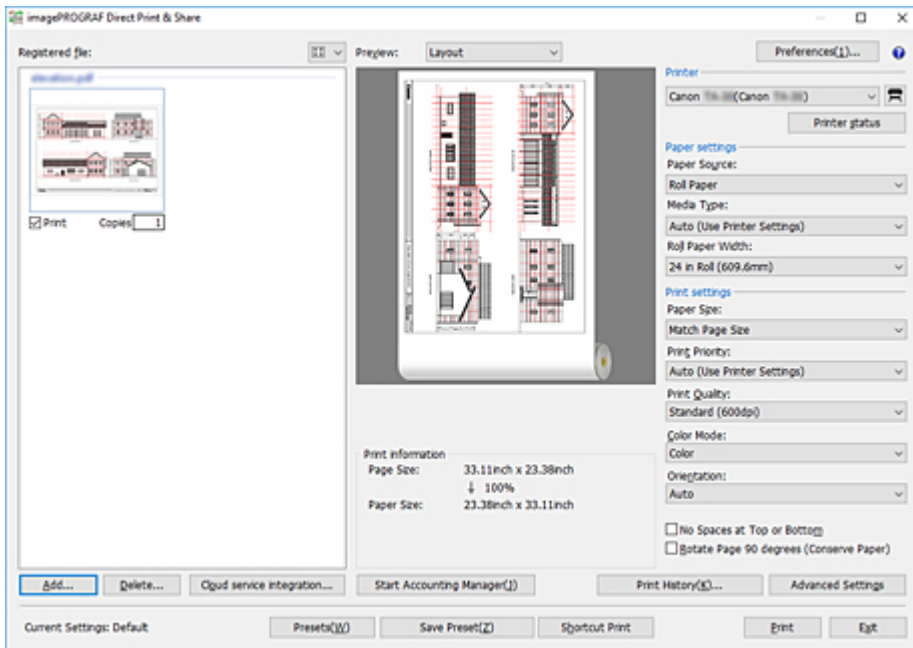 imagePROGRAF Direct Print & Share
Registered file:
Preview: Layout
Preferences(1)...
elevation.pdf
Print Copies 1
Printer
Canon (Canon )
Printer status
Paper settings
Paper Source:
Roll Paper
Media Type:
Auto (Use Printer Settings)
Roll Paper Width:
24 in Roll (609.6mm)
Print settings
Paper Size:
Match Page Size
Print Priority:
Auto (Use Printer Settings)
Print Quality:
Standard (600dpi)
Color Mode:
Color
Orientation:
Auto
No Spaces at Top or Bottom
Rotate Page 90 degrees (Conserve Paper)
Print information
Page Size: 33.11inch x 23.38inch
↓ 100%
Paper Size: 23.38inch x 33.11inch
Add... Delete... Cloud service integration... Start Accounting Manager(J) Print History(K)... Advanced Settings
Current Settings: Default Presets(W) Save Preset(Z) Shortcut Print Print Exit